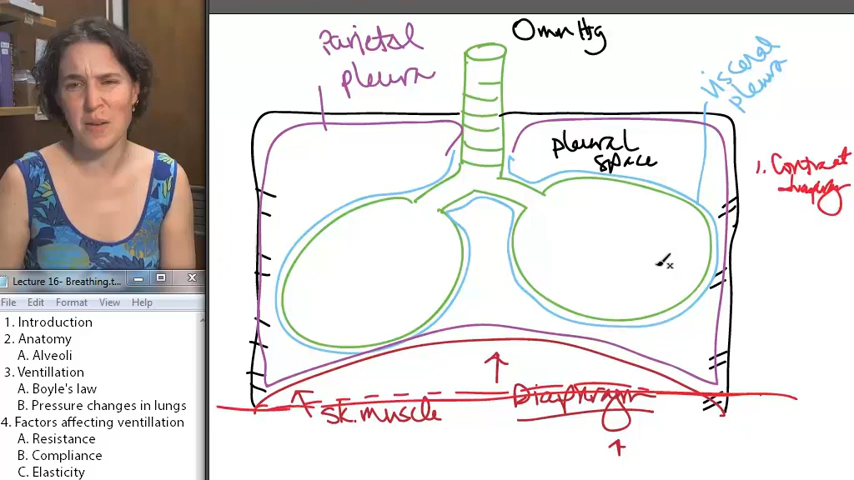 Parietal
pleura
0mmHg
visceral
pleura
pleural
space
1. Contract
Diaphragm
sk.muscle
Lecture 16- Breathing.t...
File Edit Format View Help
1. Introduction
2. Anatomy
A. Alveoli
3. Ventillation
A. Boyle's law
B. Pressure changes in lungs
4. Factors affecting ventillation
A. Resistance
B. Compliance
C. Elasticity